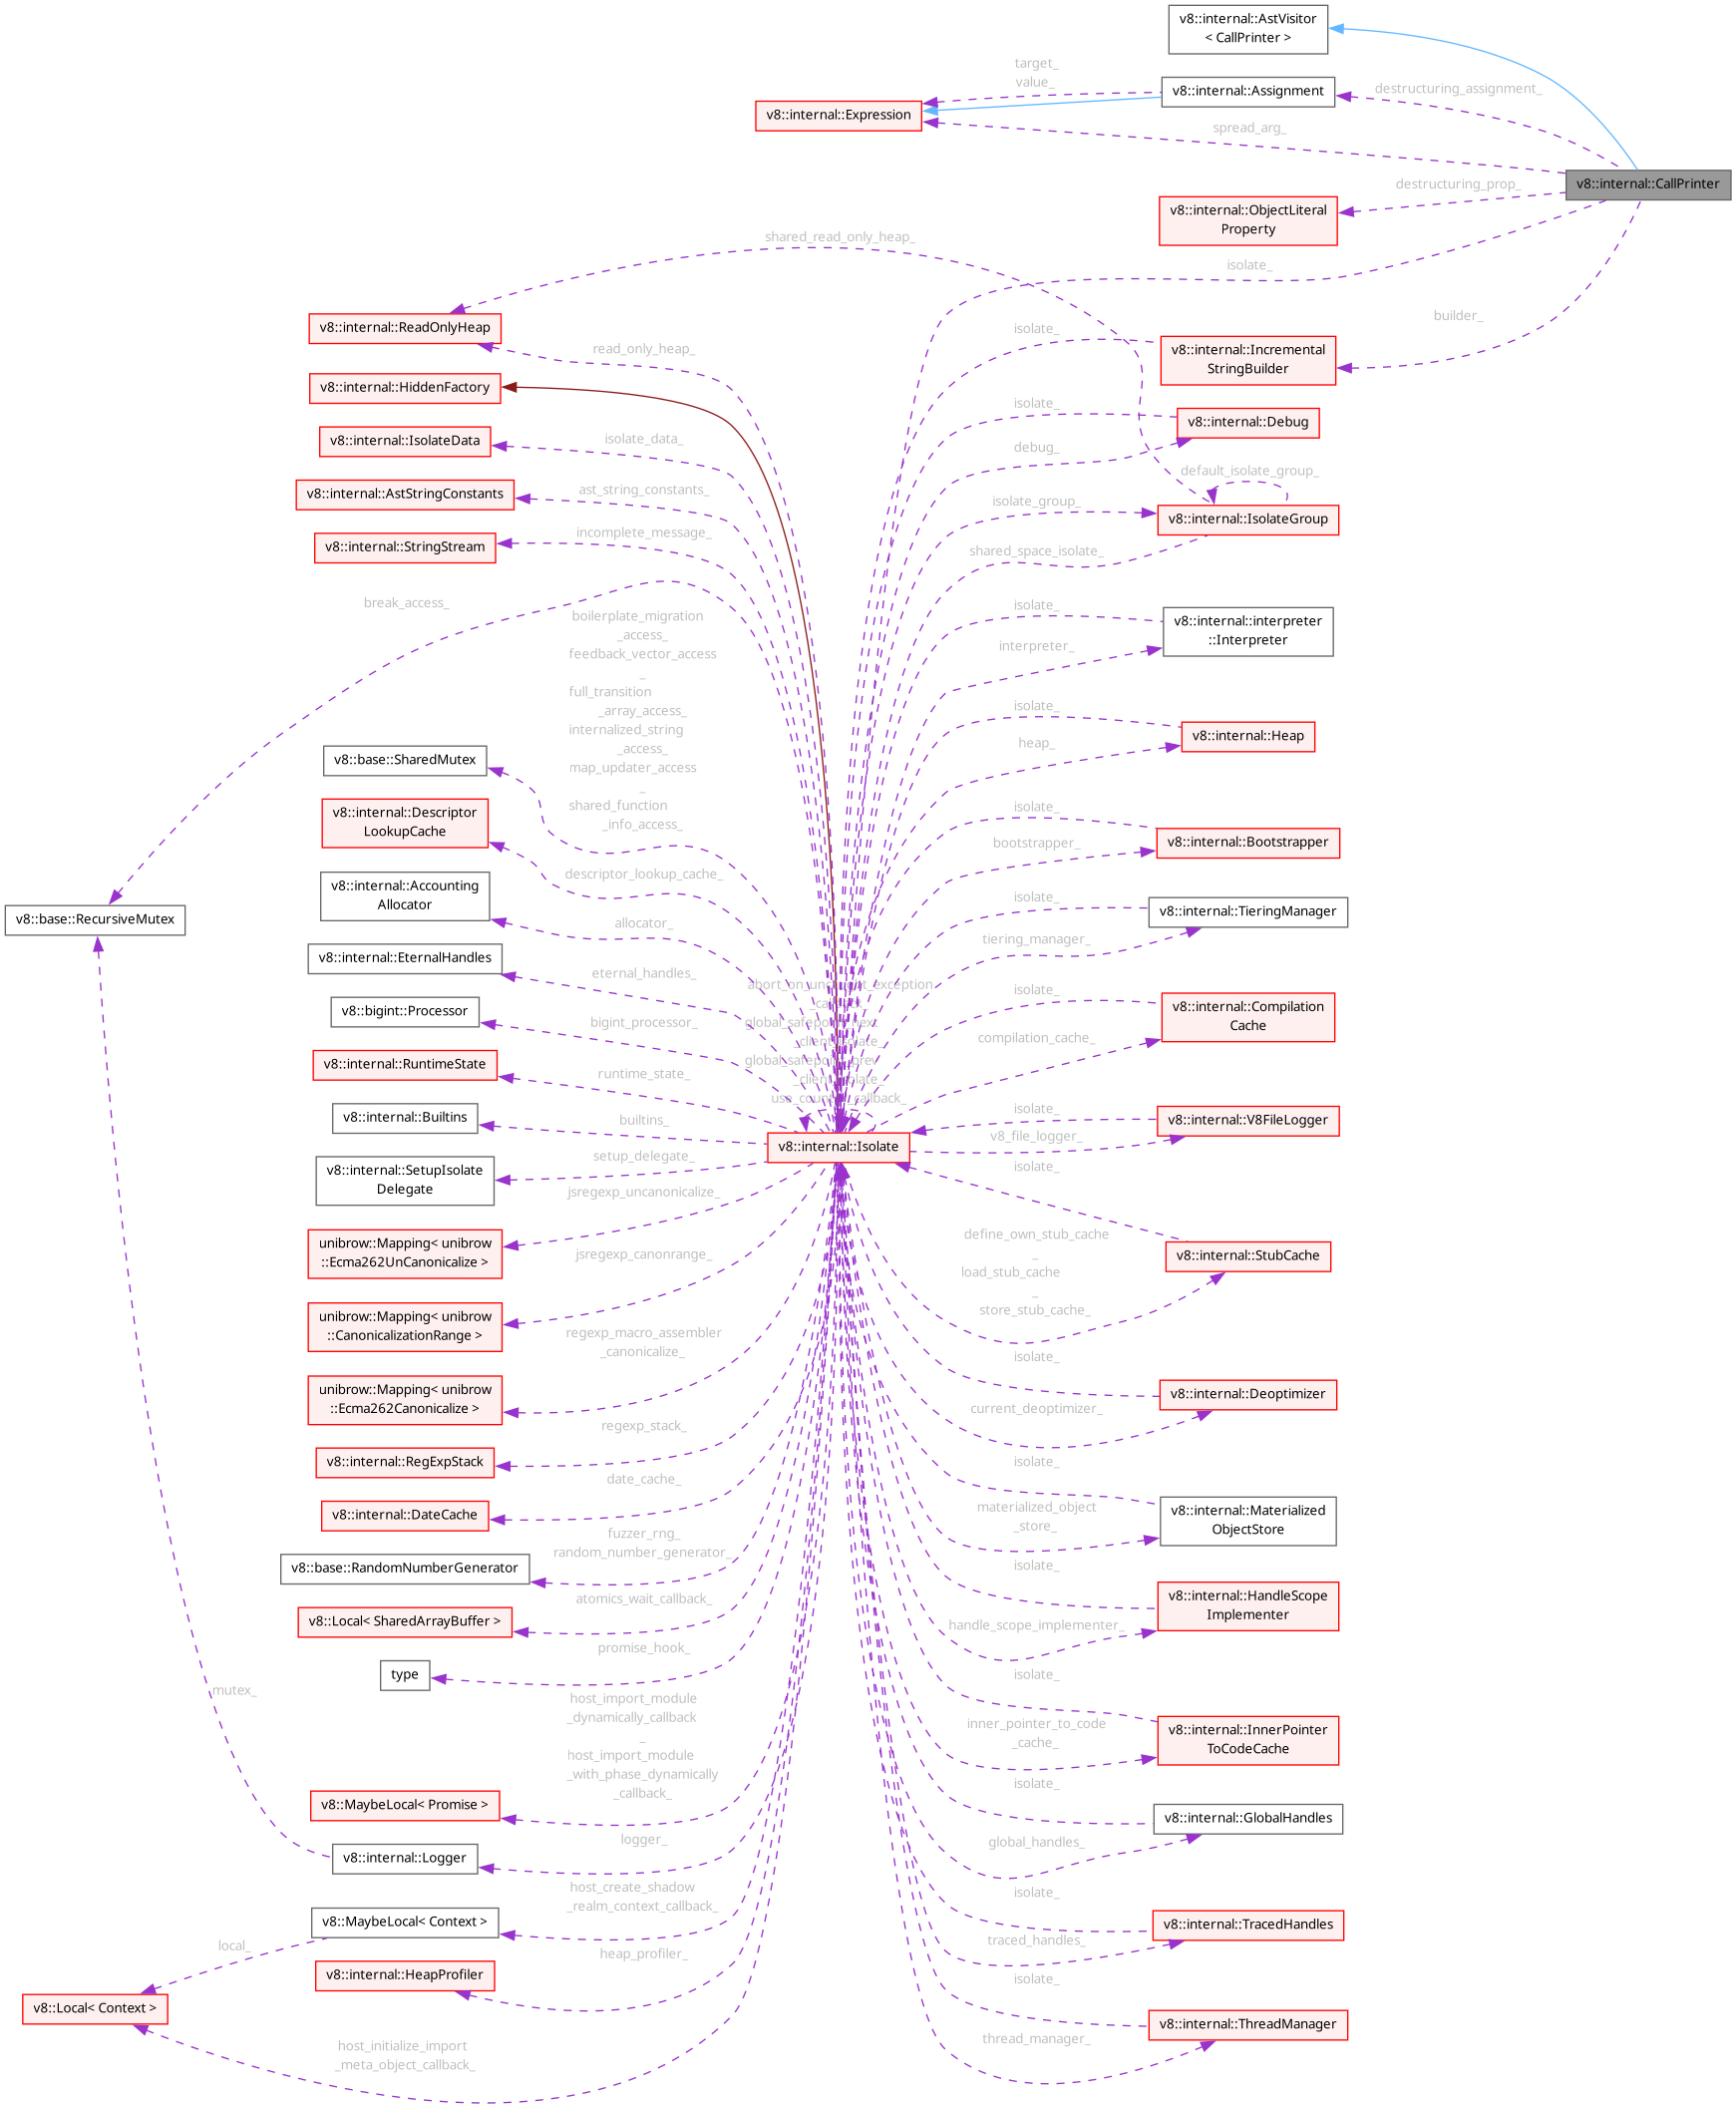 v8::internal::AstVisitor
< CallPrinter >
target_
value_
v8::internal::Assignment
destructuring_assignment_
v8::internal::Expression
spread_arg_
v8::internal::CallPrinter
destructuring_prop_
v8::internal::ObjectLiteral
Property
shared_read_only_heap_
isolate_
builder_
v8::internal::ReadOnlyHeap
read_only_heap_
isolate_
v8::internal::Incremental
StringBuilder
v8::internal::HiddenFactory
isolate_
v8::internal::Debug
v8::internal::IsolateData
isolate_data_
debug_
default_isolate_group_
v8::internal::AstStringConstants
ast_string_constants_
isolate_group_
v8::internal::IsolateGroup
v8::internal::StringStream
incomplete_message_
shared_space_isolate_
break_access_
boilerplate_migration
_access_
feedback_vector_access
_
full_transition
_array_access_
internalized_string
_access_
map_updater_access
_
shared_function
_info_access_
isolate_
v8::internal::interpreter
::Interpreter
interpreter_
isolate_
v8::internal::Heap
heap_
v8::base::SharedMutex
v8::internal::Descriptor
LookupCache
descriptor_lookup_cache_
isolate_
v8::internal::Bootstrapper
bootstrapper_
v8::internal::Accounting
Allocator
allocator_
v8::base::RecursiveMutex
isolate_
v8::internal::TieringManager
tiering_manager_
v8::internal::EternalHandles
eternal_handles_
abort_on_uncaught_exception
_callback_
global_safepoint_next
_client_isolate_
global_safepoint_prev
_client_isolate_
use_counter_callback_
isolate_
v8::internal::Compilation
Cache
compilation_cache_
v8::bigint::Processor
bigint_processor_
v8::internal::RuntimeState
runtime_state_
v8::internal::Builtins
builtins_
isolate_
v8::internal::V8FileLogger
v8_file_logger_
v8::internal::Isolate
v8::internal::SetupIsolate
Delegate
setup_delegate_
isolate_
jsregexp_uncanonicalize_
unibrow::Mapping< unibrow
::Ecma262UnCanonicalize >
define_own_stub_cache
_
load_stub_cache
_
store_stub_cache_
v8::internal::StubCache
jsregexp_canonrange_
unibrow::Mapping< unibrow
::CanonicalizationRange >
regexp_macro_assembler
_canonicalize_
isolate_
unibrow::Mapping< unibrow
::Ecma262Canonicalize >
v8::internal::Deoptimizer
current_deoptimizer_
regexp_stack_
v8::internal::RegExpStack
isolate_
date_cache_
v8::internal::DateCache
materialized_object
_store_
v8::internal::Materialized
ObjectStore
fuzzer_rng_
random_number_generator_
v8::base::RandomNumberGenerator
isolate_
atomics_wait_callback_
v8::Local< SharedArrayBuffer >
v8::internal::HandleScope
Implementer
handle_scope_implementer_
promise_hook_
type
isolate_
mutex_
host_import_module
_dynamically_callback
_
host_import_module
_with_phase_dynamically
_callback_
v8::internal::InnerPointer
ToCodeCache
inner_pointer_to_code
_cache_
v8::MaybeLocal< Promise >
isolate_
v8::internal::GlobalHandles
global_handles_
logger_
v8::internal::Logger
host_create_shadow
_realm_context_callback_
isolate_
v8::MaybeLocal< Context >
v8::internal::TracedHandles
traced_handles_
local_
heap_profiler_
v8::internal::HeapProfiler
isolate_
v8::Local< Context >
v8::internal::ThreadManager
thread_manager_
host_initialize_import
_meta_object_callback_